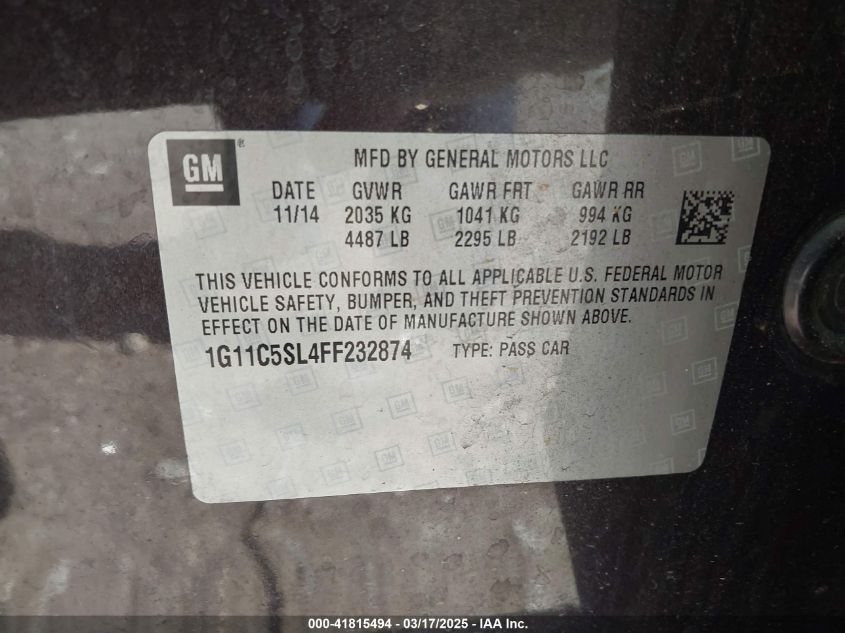 GM ®
MFD BY GENERAL MOTORS LLC
DATE GVWR GAWR FRT GAWR RR
11/14 2035 KG 1041 KG 994 KG
4487 LB 2295 LB 2192 LB
THIS VEHICLE CONFORMS TO ALL APPLICABLE U.S. FEDERAL MOTOR
VEHICLE SAFETY, BUMPER, AND THEFT PREVENTION STANDARDS IN
EFFECT ON THE DATE OF MANUFACTURE SHOWN ABOVE.
1G11C5SL4FF232874 TYPE: PASS CAR
000-41815494 - 03/17/2025 - IAAI.com